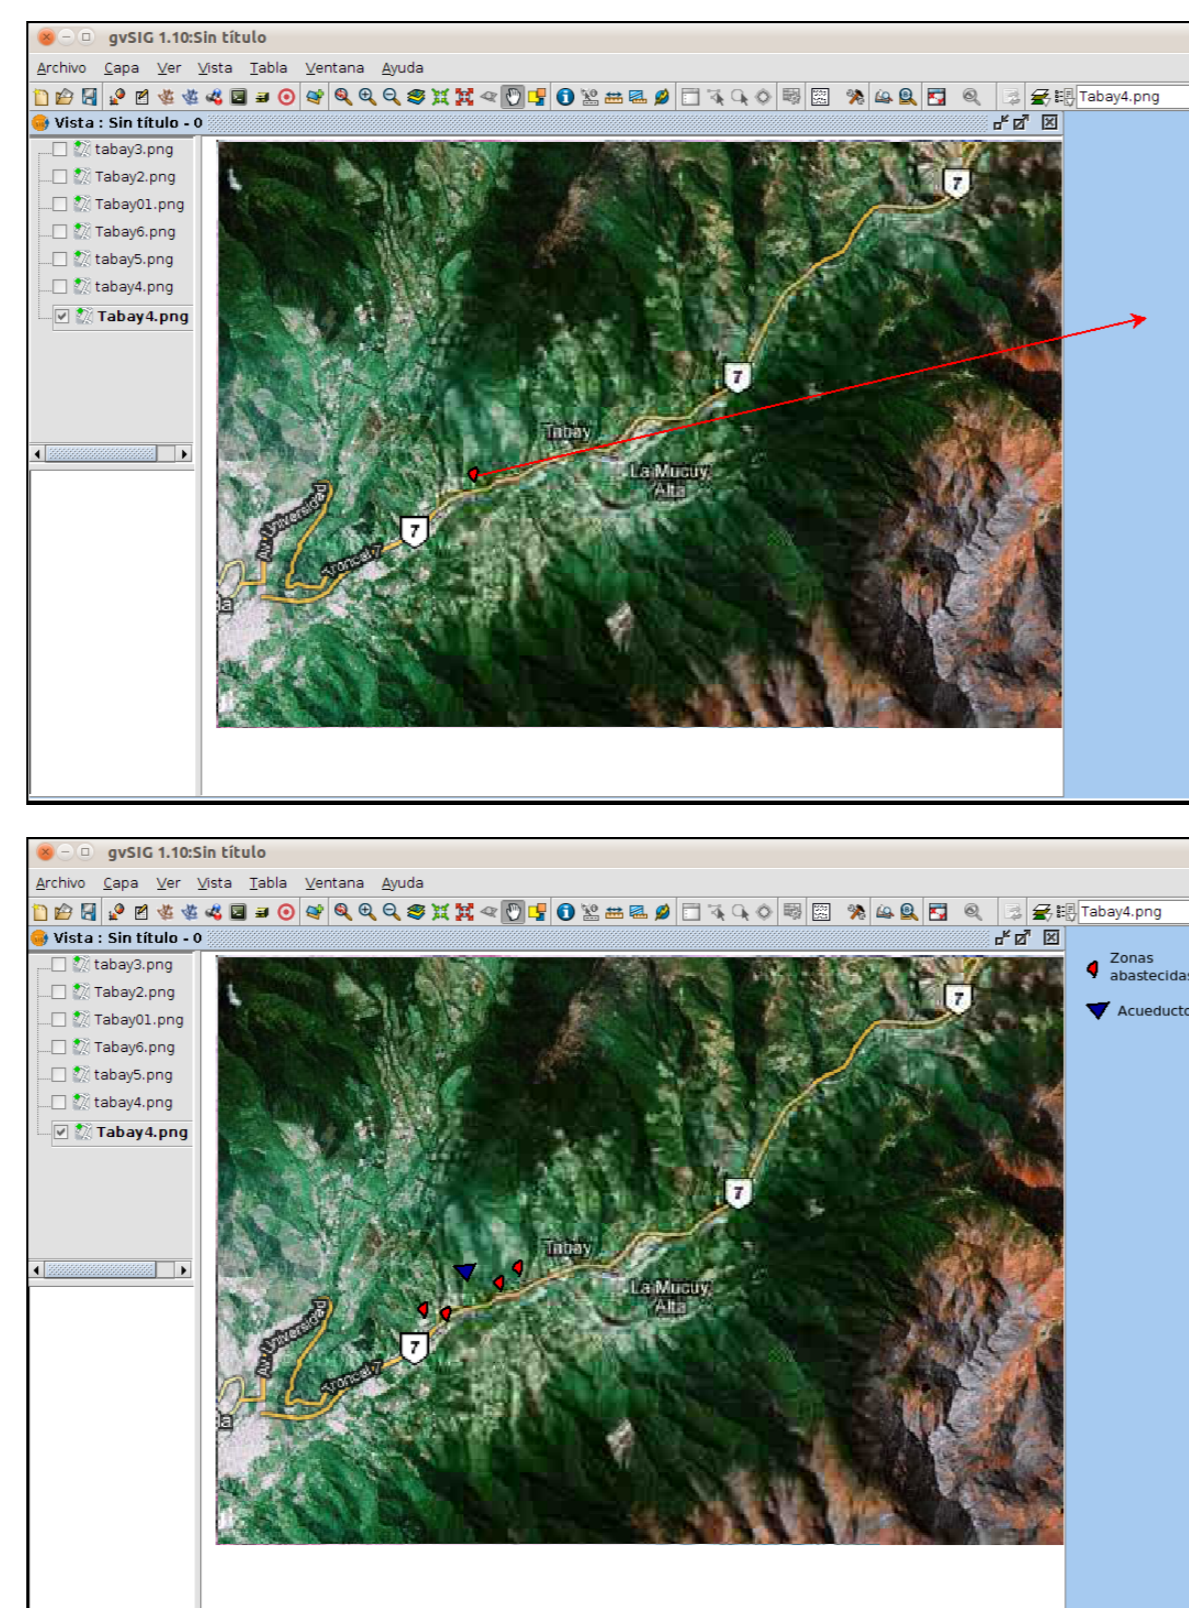 gvSIG 1.10:Sin título
Archivo Capa Ver Vista Tabla Ventana Ayuda
Tabay4.png
Vista : Sin título - 0
tabay3.png
Tabay2.png
Tabay01.png
Tabay6.png
tabay5.png
tabay4.png
Tabay4.png
7
7
Tabay
La Mucuy
Alta
Av Universidad
7
Troncal 7
da
gvSIG 1.10:Sin título
Archivo Capa Ver Vista Tabla Ventana Ayuda
Tabay4.png
Vista : Sin título - 0
Zonas
abastecidas
Acueducto
tabay3.png
Tabay2.png
Tabay01.png
Tabay6.png
tabay5.png
tabay4.png
Tabay4.png
7
7
Tabay
La Mucuy
Alta
Av Universidad
7
Troncal 7
da